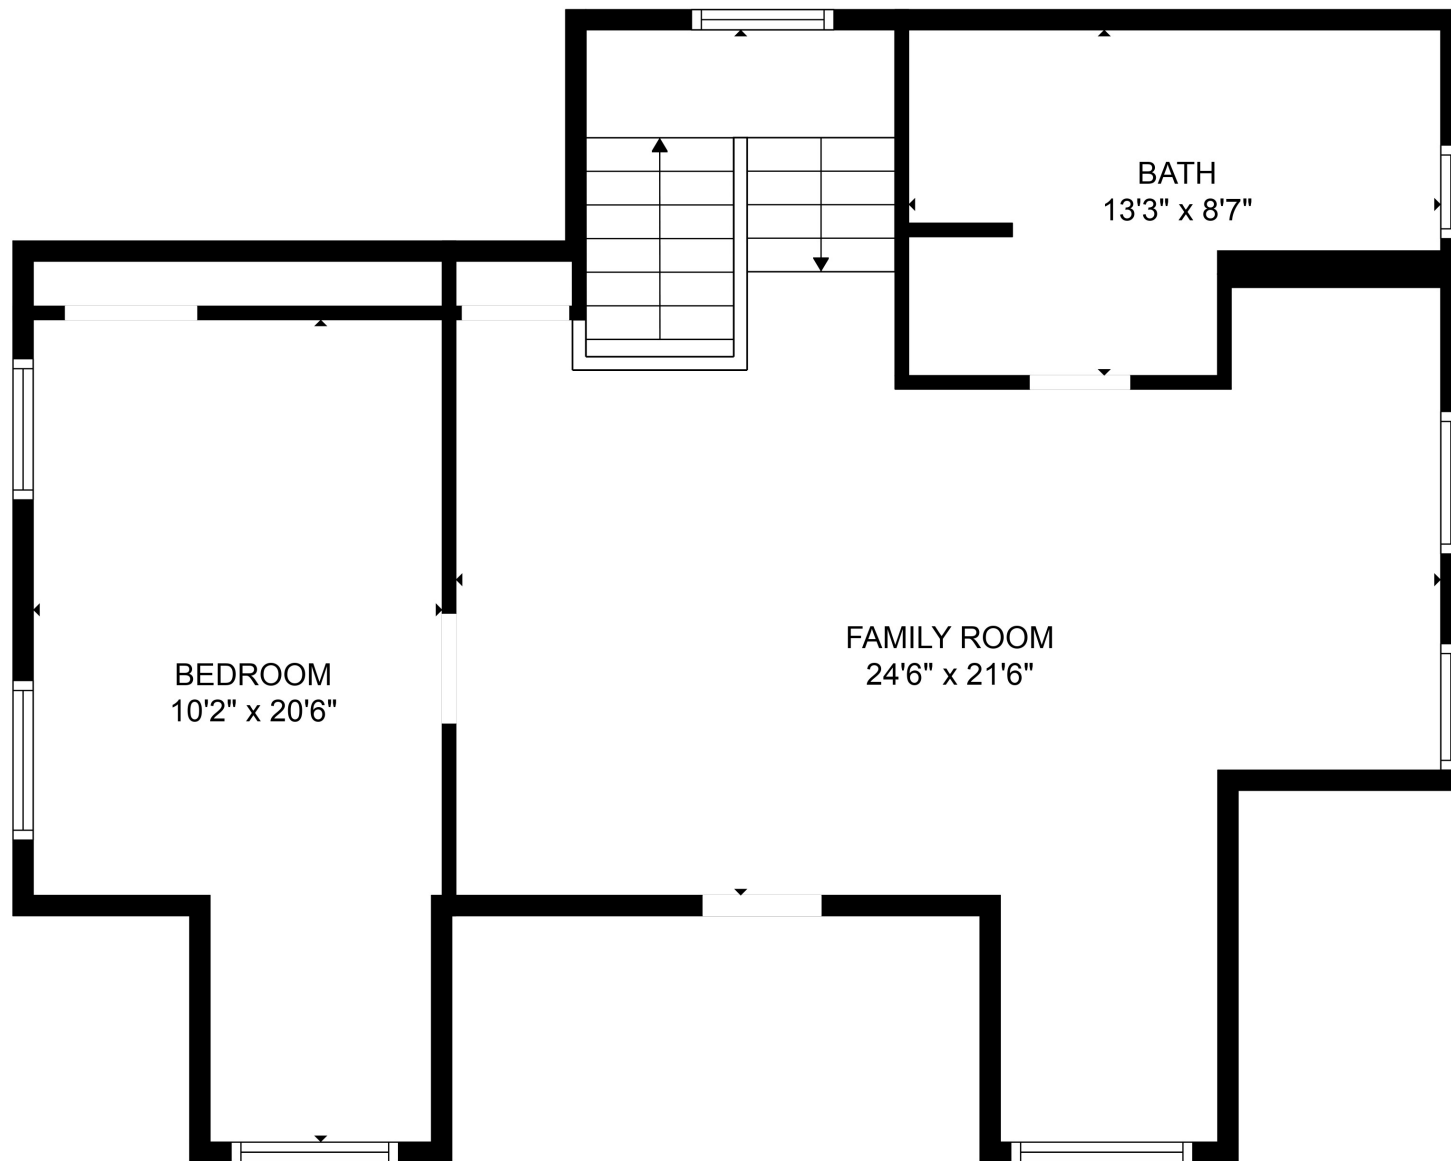 BATH
13'3" x 8'7"
FAMILY ROOM
24'6" x 21'6"
BEDROOM
10'2" x 20'6"